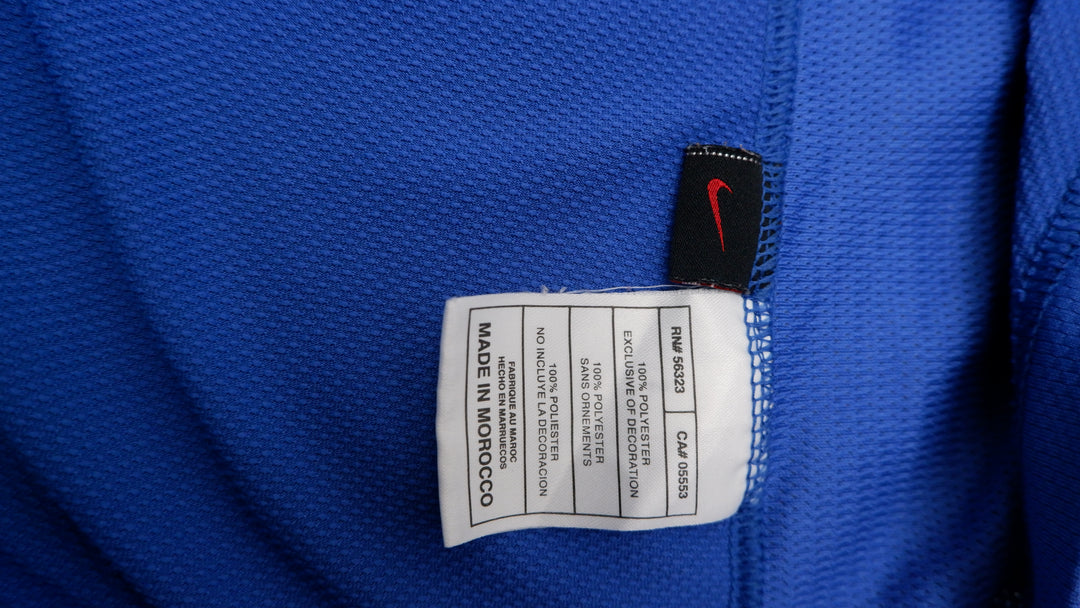 RN# 56323
CA# 05553
100% POLYESTER
EXCLUSIVE OF DECORATION
100% POLYESTER
SANS ORNEMENTS
100% POLIESTER
NO INCLUYE LA DECORACION
FABRIQUE AU MAROC
HECHO EN MARRUECOS
MADE IN MOROCCO